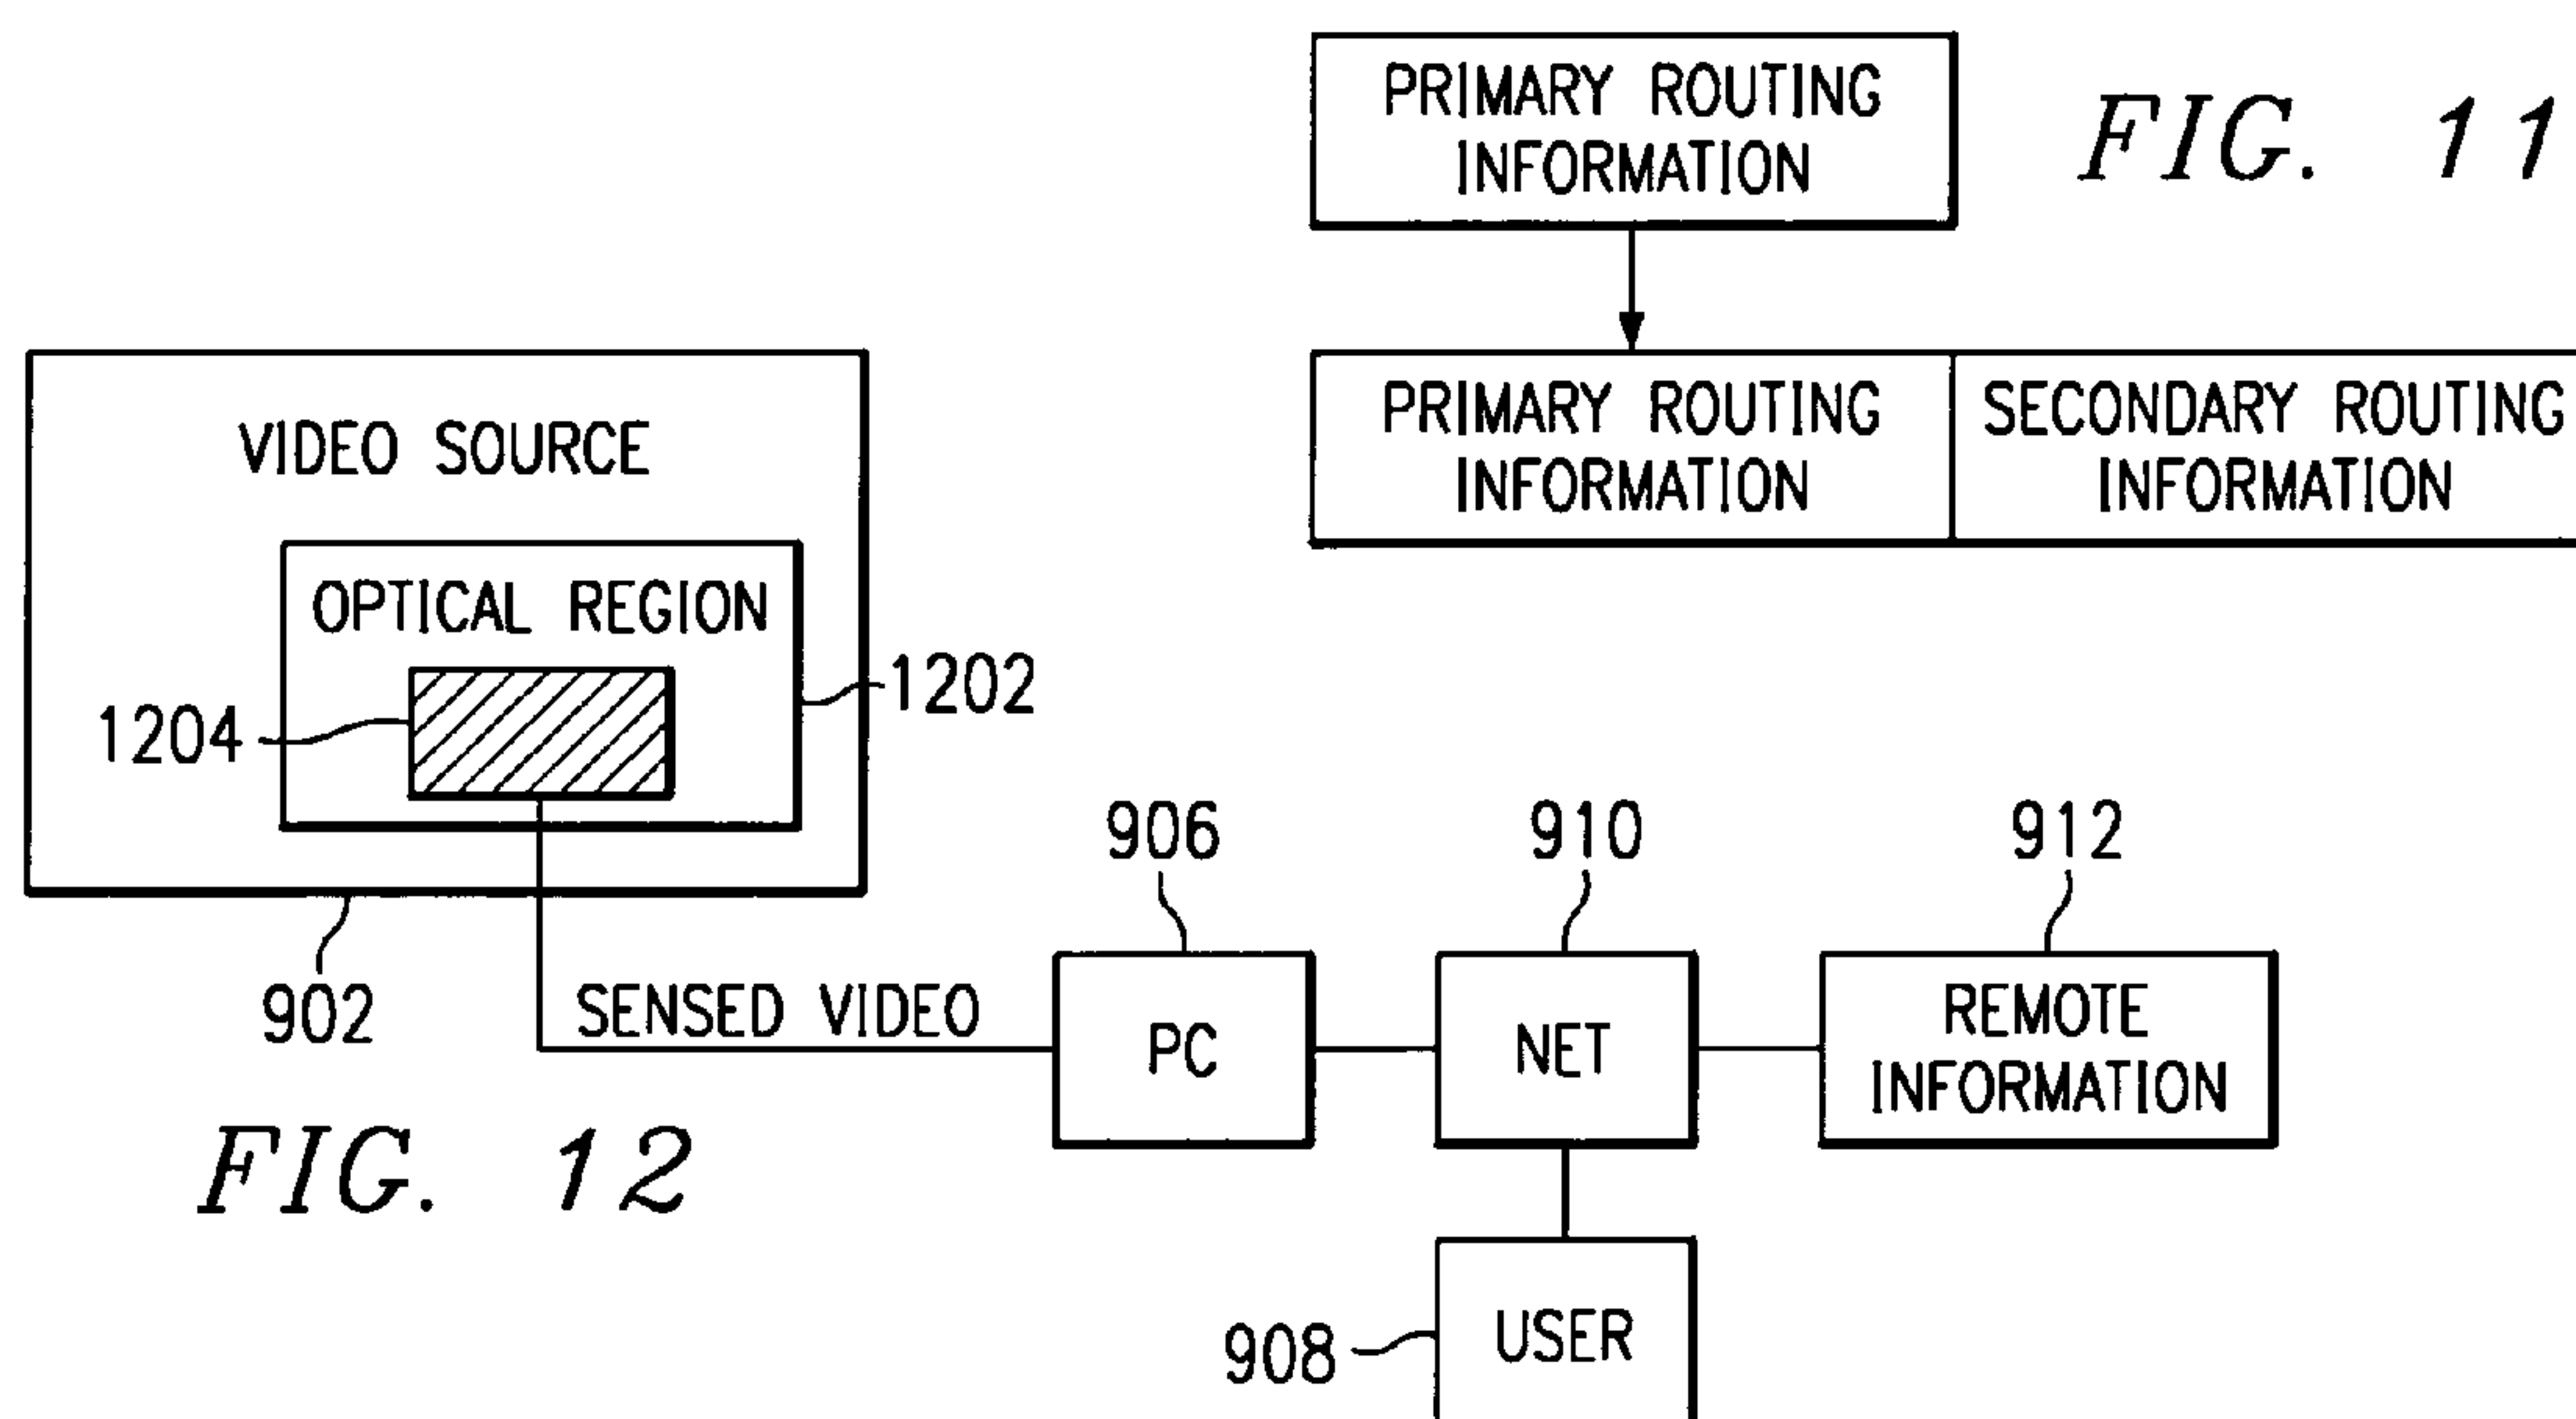 PRIMARY ROUTING
INFORMATION
FIG. 11
PRIMARY ROUTING
INFORMATION
SECONDARY ROUTING
INFORMATION
VIDEO SOURCE
OPTICAL REGION
1202
1204
902
SENSED VIDEO
906
PC
910
NET
912
REMOTE
INFORMATION
908
USER
FIG. 12